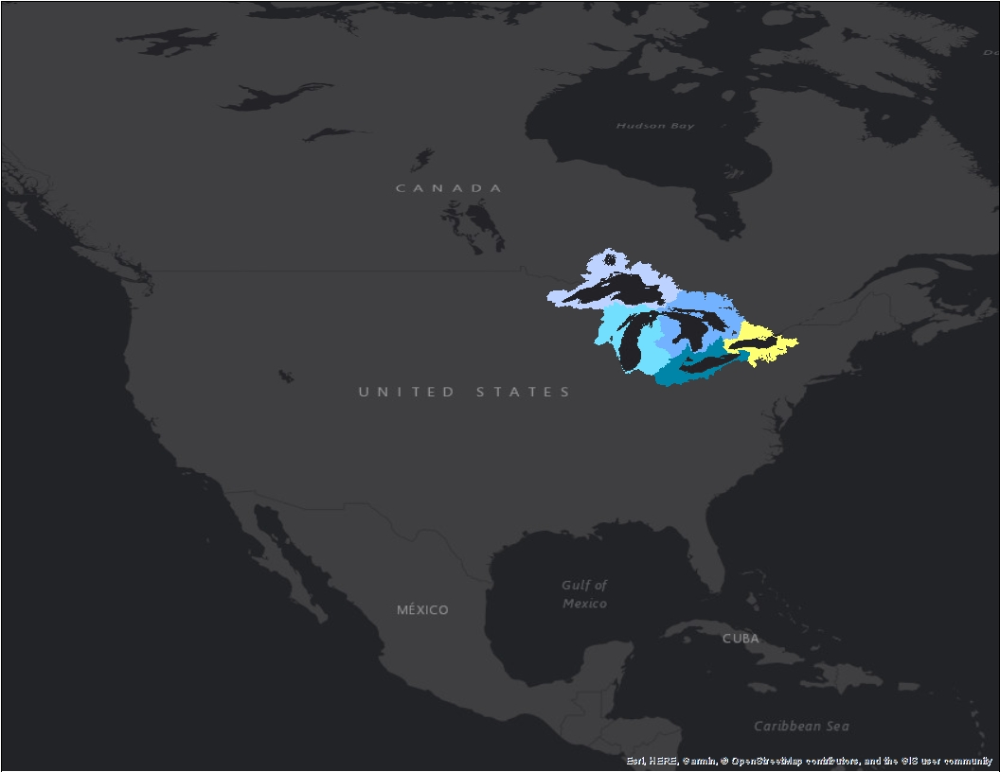 Hudson Bay
CANADA
UNITED STATES
Gulf of
Mexico
MÉXICO
CUBA
Caribbean Sea
Esri, HERE, Garmin, © OpenStreetMap contributors, and the GIS user community